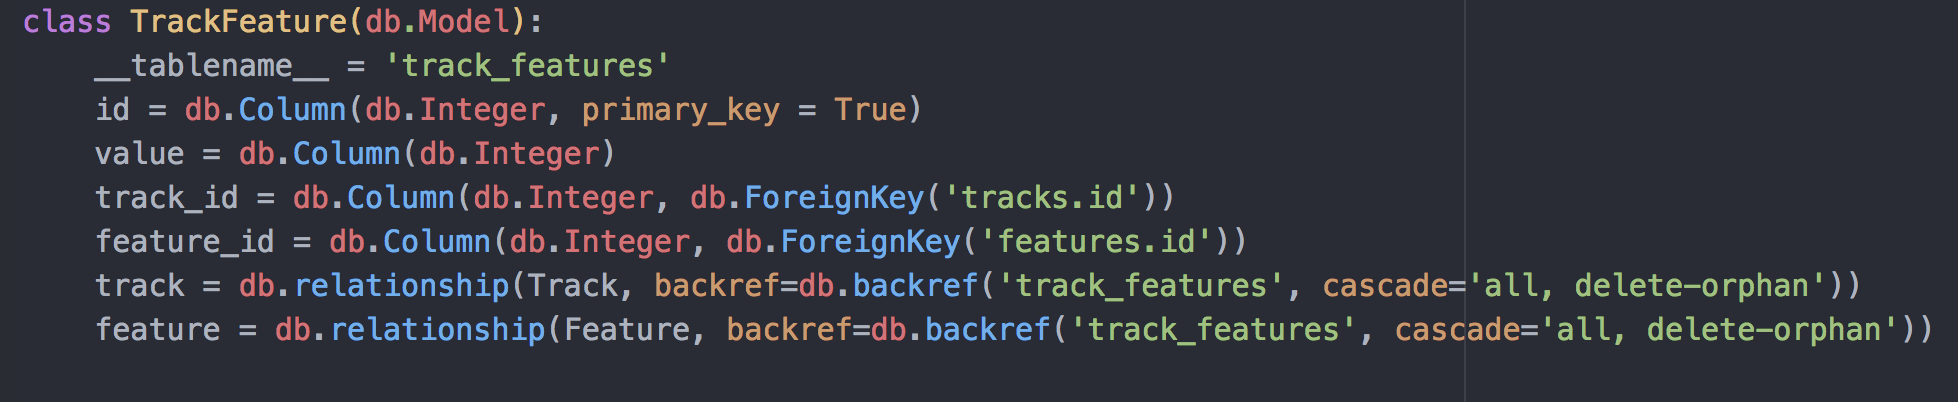 class TrackFeature(db.Model):
    __tablename__ = 'track_features'
    id = db.Column(db.Integer, primary_key = True)
    value = db.Column(db.Integer)
    track_id = db.Column(db.Integer, db.ForeignKey('tracks.id'))
    feature_id = db.Column(db.Integer, db.ForeignKey('features.id'))
    track = db.relationship(Track, backref=db.backref('track_features', cascade='all, delete-orphan'))
    feature = db.relationship(Feature, backref=db.backref('track_features', cascade='all, delete-orphan'))